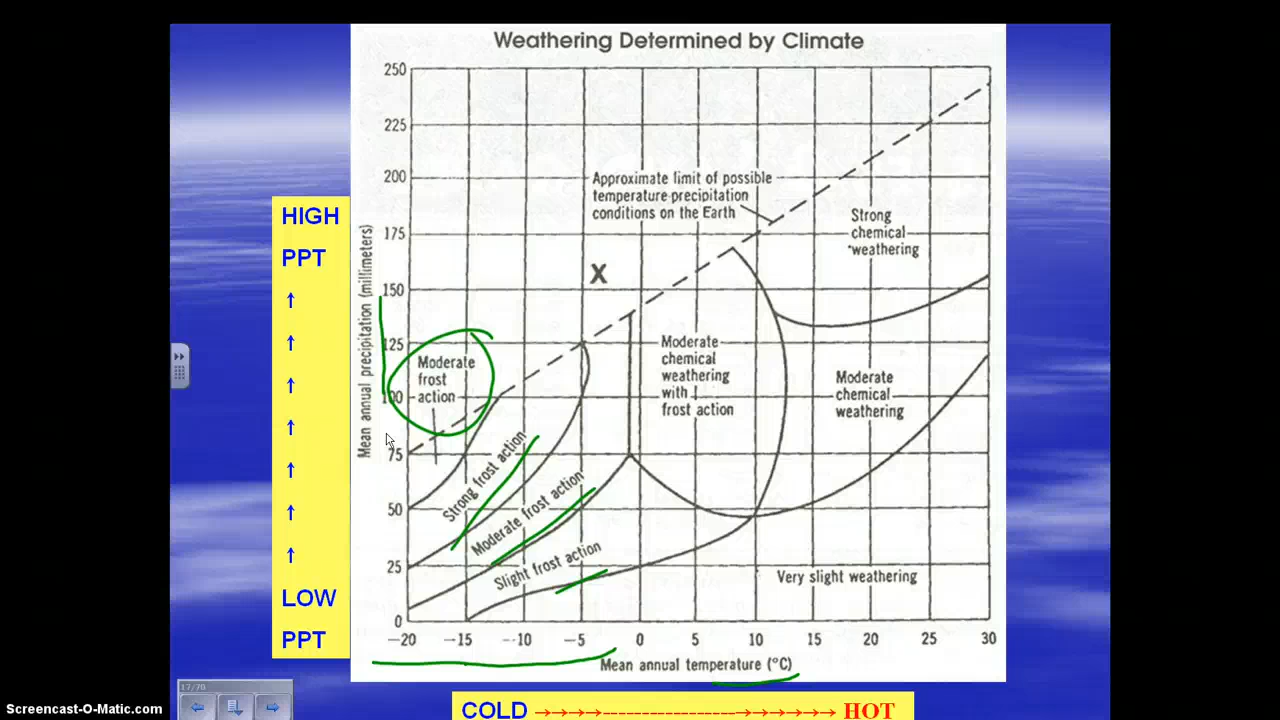 Weathering Determined by Climate
HIGH
PPT
↑
↑
↑
↑
↑
↑
↑
LOW
PPT
Mean annual precipitation (millimeters)
250
225
200
175
150
125
100
75
50
25
0
Approximate limit of possible
temperature-precipitation
conditions on the Earth
Strong
chemical
weathering
X
Moderate
frost
action
Moderate
chemical
weathering
with
frost action
Moderate
chemical
weathering
Strong frost action
Moderate frost action
Slight frost action
Very slight weathering
−20 −15 −10 −5 0 5 10 15 20 25 30
Mean annual temperature (°C)
17/70
COLD →→→→---------------------→→→→→→ HOT
Screencast-O-Matic.com